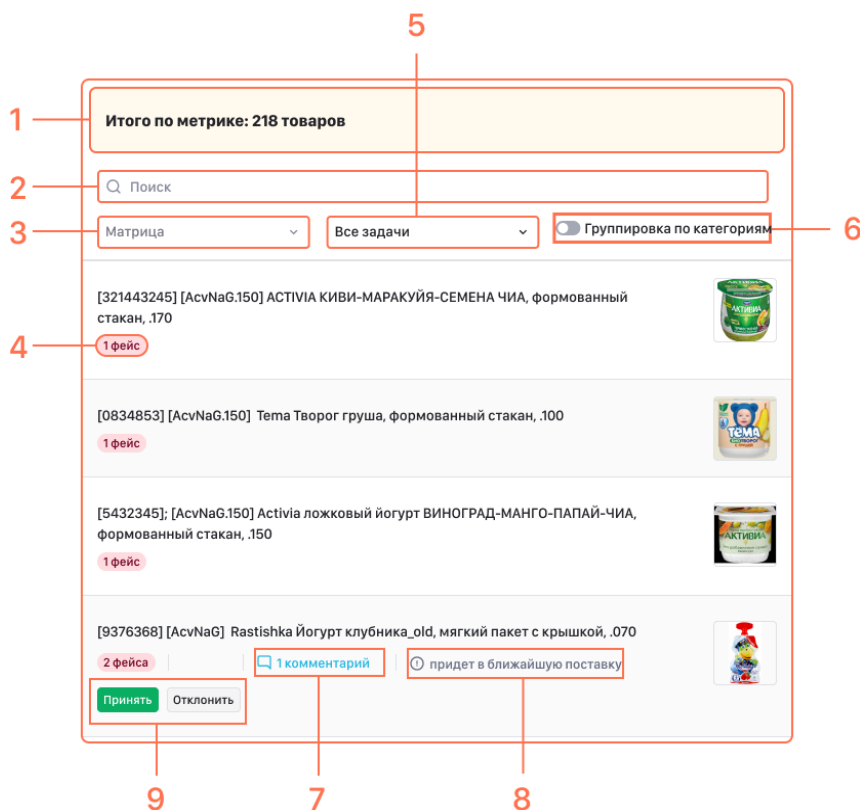 5
1
Итого по метрике: 218 товаров
2
Поиск
3
Матрица
Все задачи
Группировка по категориям
6
[321443245] [AcvNaG.150] ACTIVIA КИВИ-МАРАКУЙЯ-СЕМЕНА ЧИА, формованный
стакан, .170
4
1 фейс
АКТИВИА
[0834853] [AcvNaG.150] Tema Творог груша, формованный стакан, .100
1 фейс
ТЁМА
[5432345]; [AcvNaG.150] Activia ложковый йогурт ВИНОГРАД-МАНГО-ПАПАЙ-ЧИА,
формованный стакан, .150
1 фейс
АКТИВИА
[9376368] [AcvNaG] Rastishka Йогурт клубника_old, мягкий пакет с крышкой, .070
2 фейса
1 комментарий
придет в ближайшую поставку
Принять
Отклонить
9
7
8